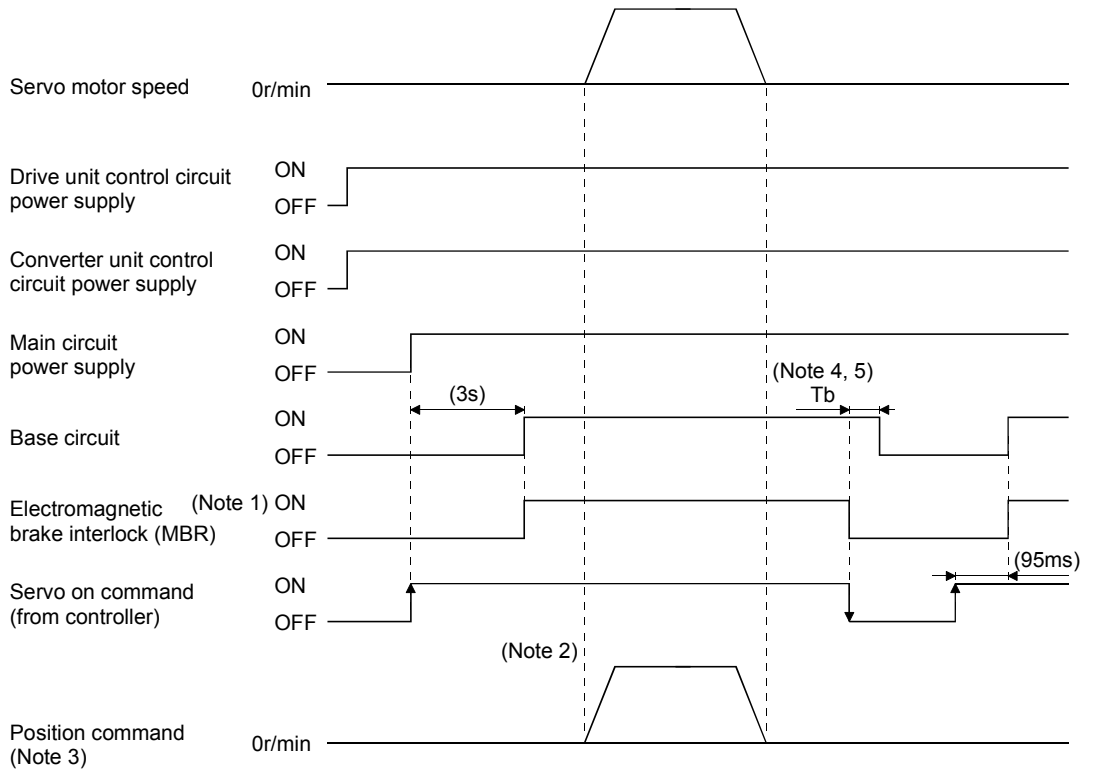 Servo motor speed 0r/min
Drive unit control circuit
power supply
ON
OFF
Converter unit control
circuit power supply
ON
OFF
Main circuit
power supply
ON
OFF
(3s)
(Note 4, 5)
Tb
Base circuit
ON
OFF
Electromagnetic
brake interlock (MBR)
(Note 1) ON
OFF
(95ms)
Servo on command
(from controller)
ON
OFF
(Note 2)
Position command
(Note 3)
0r/min